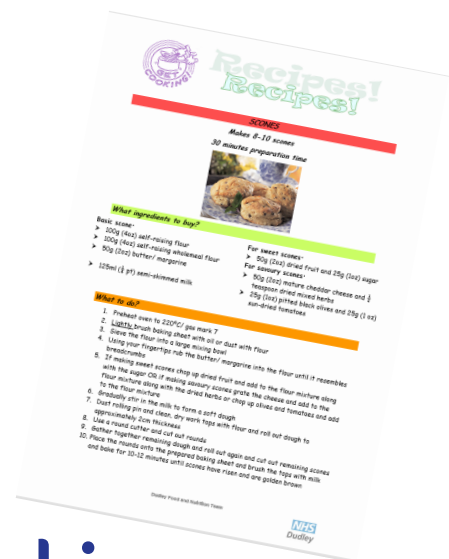 GET COOKING!
Recipes!
Recipes!
SCONES
Makes 8-10 scones
30 minutes preparation time
What ingredients to buy?
Basic scone:
➤ 100g (4oz) self-raising flour
➤ 100g (4oz) self-raising wholemeal flour
➤ 50g (2oz) butter/ margarine
➤ 125ml (¼ pt) semi-skimmed milk
For sweet scones:
➤ 50g (2oz) dried fruit and 25g (1oz) sugar
For savoury scones:
➤ 50g (2oz) mature cheddar cheese and ½
teaspoon dried mixed herbs
➤ 25g (1oz) pitted black olives and 25g (1 oz)
sun-dried tomatoes
What to do?
1. Preheat oven to 220°C/ gas mark 7
2. Lightly brush baking sheet with oil or dust with flour
3. Sieve the flour into a large mixing bowl
4. Using your fingertips rub the butter/ margarine into the flour until it resembles
breadcrumbs
5. If making sweet scones chop up dried fruit and add to the flour mixture along
with the sugar OR if making savoury scones grate the cheese and add to the
flour mixture along with the dried herbs or chop up olives and tomatoes and add
to the flour mixture
6. Gradually stir in the milk to form a soft dough
7. Dust rolling pin and clean, dry work tops with flour and roll out dough to
approximately 2cm thickness
8. Use a round cutter and cut out rounds
9. Gather together remaining dough and roll out again and cut out remaining scones
10. Place the rounds onto the prepared baking sheet and brush the tops with milk
and bake for 10-12 minutes until scones have risen and are golden brown
Dudley Food and Nutrition Team
NHS
Dudley